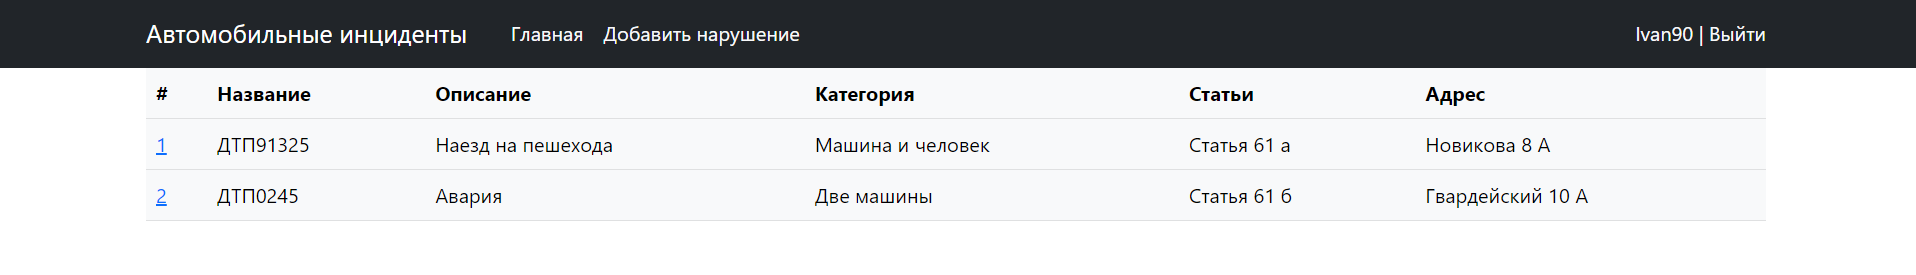 Автомобильные инциденты Главная Добавить нарушение Ivan90 | Выйти
# Название Описание Категория Статьи Адрес
1 ДТП91325 Наезд на пешехода Машина и человек Статья 61 а Новикова 8 А
2 ДТП0245 Авария Две машины Статья 61 б Гвардейский 10 А